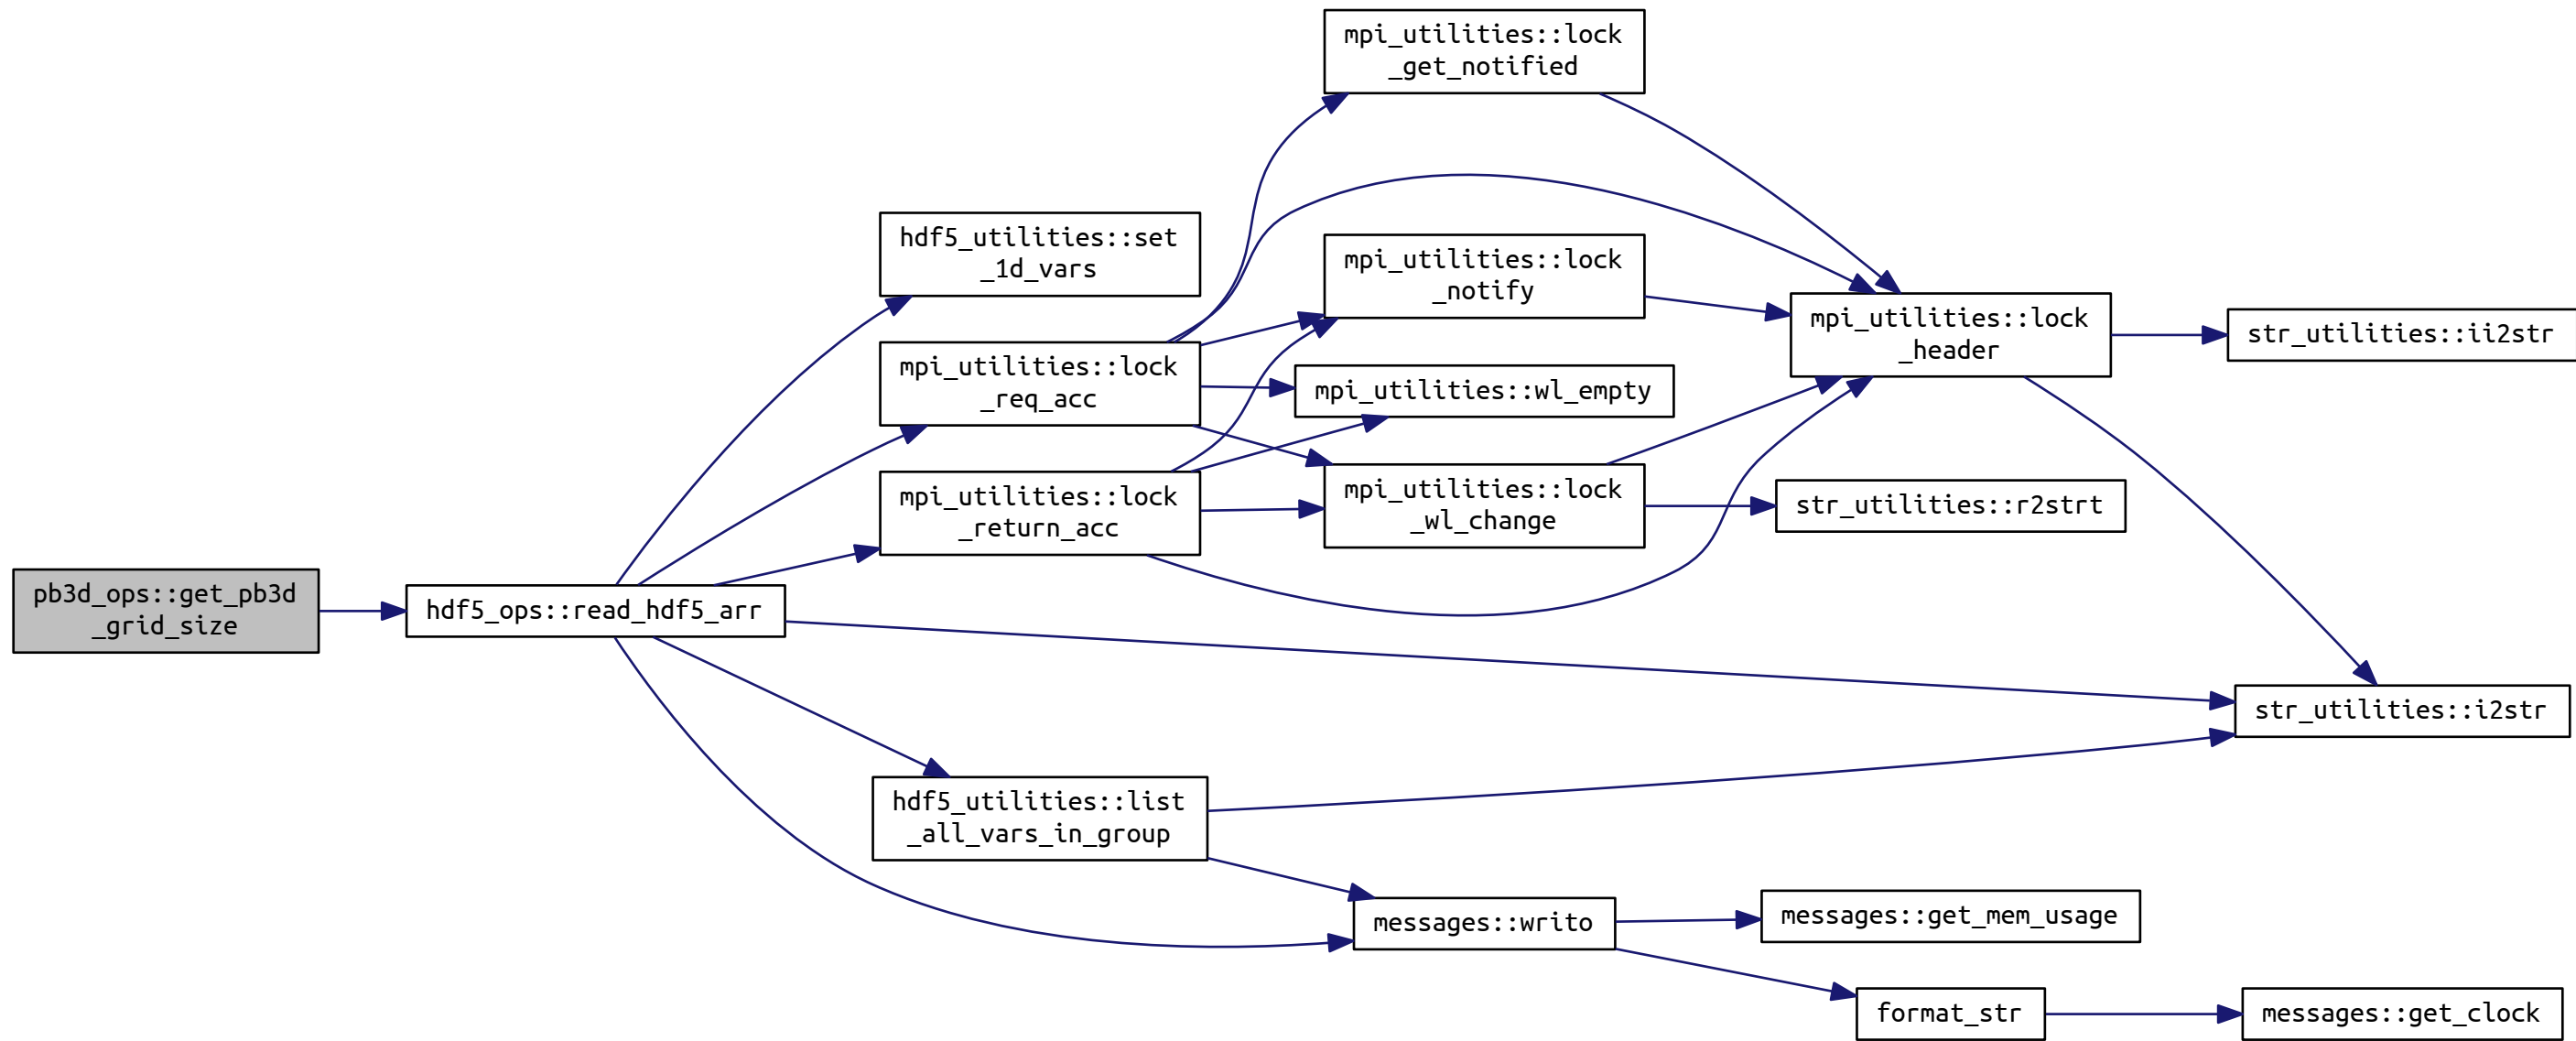 mpi_utilities::lock
_get_notified
hdf5_utilities::set
_1d_vars
mpi_utilities::lock
_notify
mpi_utilities::lock
_header
str_utilities::ii2str
mpi_utilities::lock
_req_acc
mpi_utilities::wl_empty
mpi_utilities::lock
_return_acc
mpi_utilities::lock
_wl_change
str_utilities::r2strt
pb3d_ops::get_pb3d
_grid_size
hdf5_ops::read_hdf5_arr
str_utilities::i2str
hdf5_utilities::list
_all_vars_in_group
messages::writo
messages::get_mem_usage
format_str
messages::get_clock